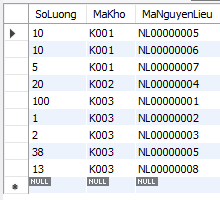 SoLuong MaKho MaNguyenLieu
10 K001 NL00000005
10 K001 NL00000006
5 K001 NL00000007
20 K002 NL00000004
100 K003 NL00000001
1 K003 NL00000002
2 K003 NL00000003
38 K003 NL00000005
13 K003 NL00000008
NULL NULL NULL